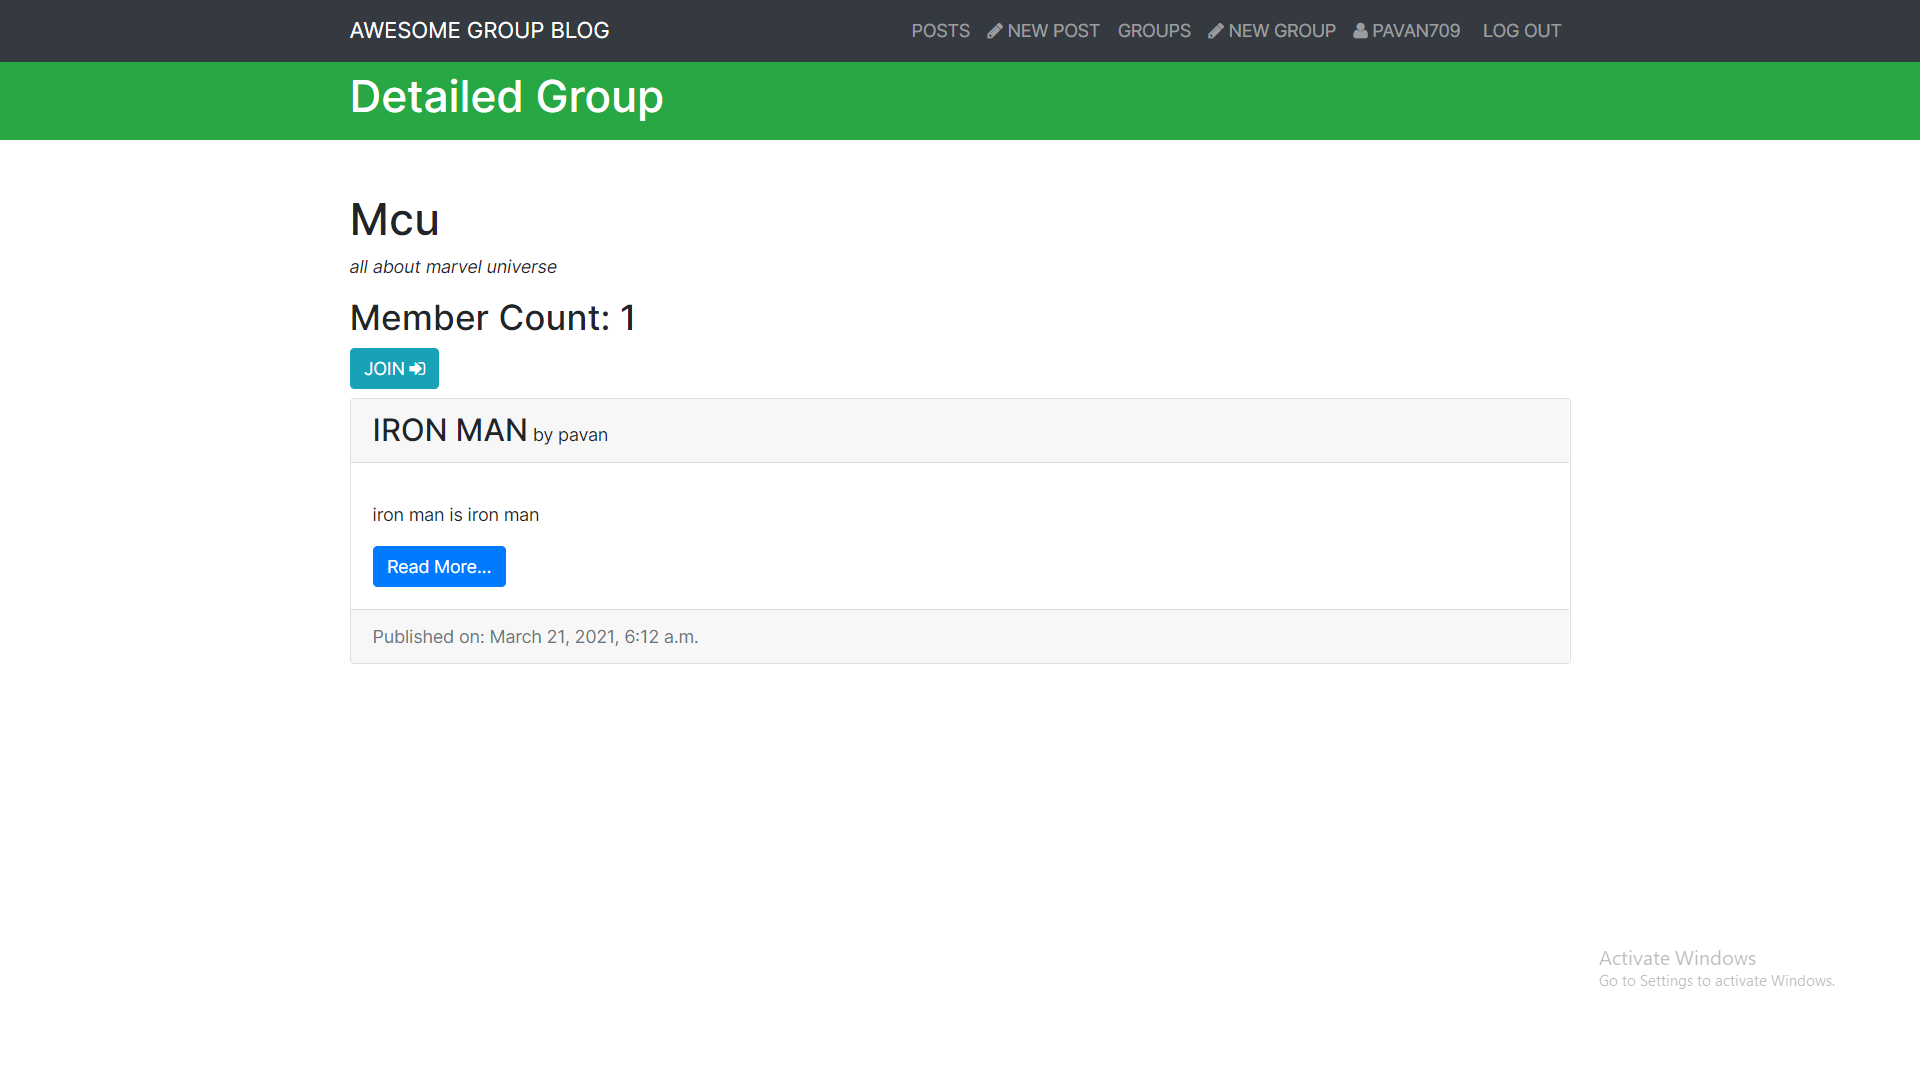 AWESOME GROUP BLOG POSTS NEW POST GROUPS NEW GROUP PAVAN709 LOG OUT
Detailed Group
Mcu
all about marvel universe
Member Count: 1
JOIN
IRON MAN by pavan
iron man is iron man
Read More...
Published on: March 21, 2021, 6:12 a.m.
Activate Windows
Go to Settings to activate Windows.